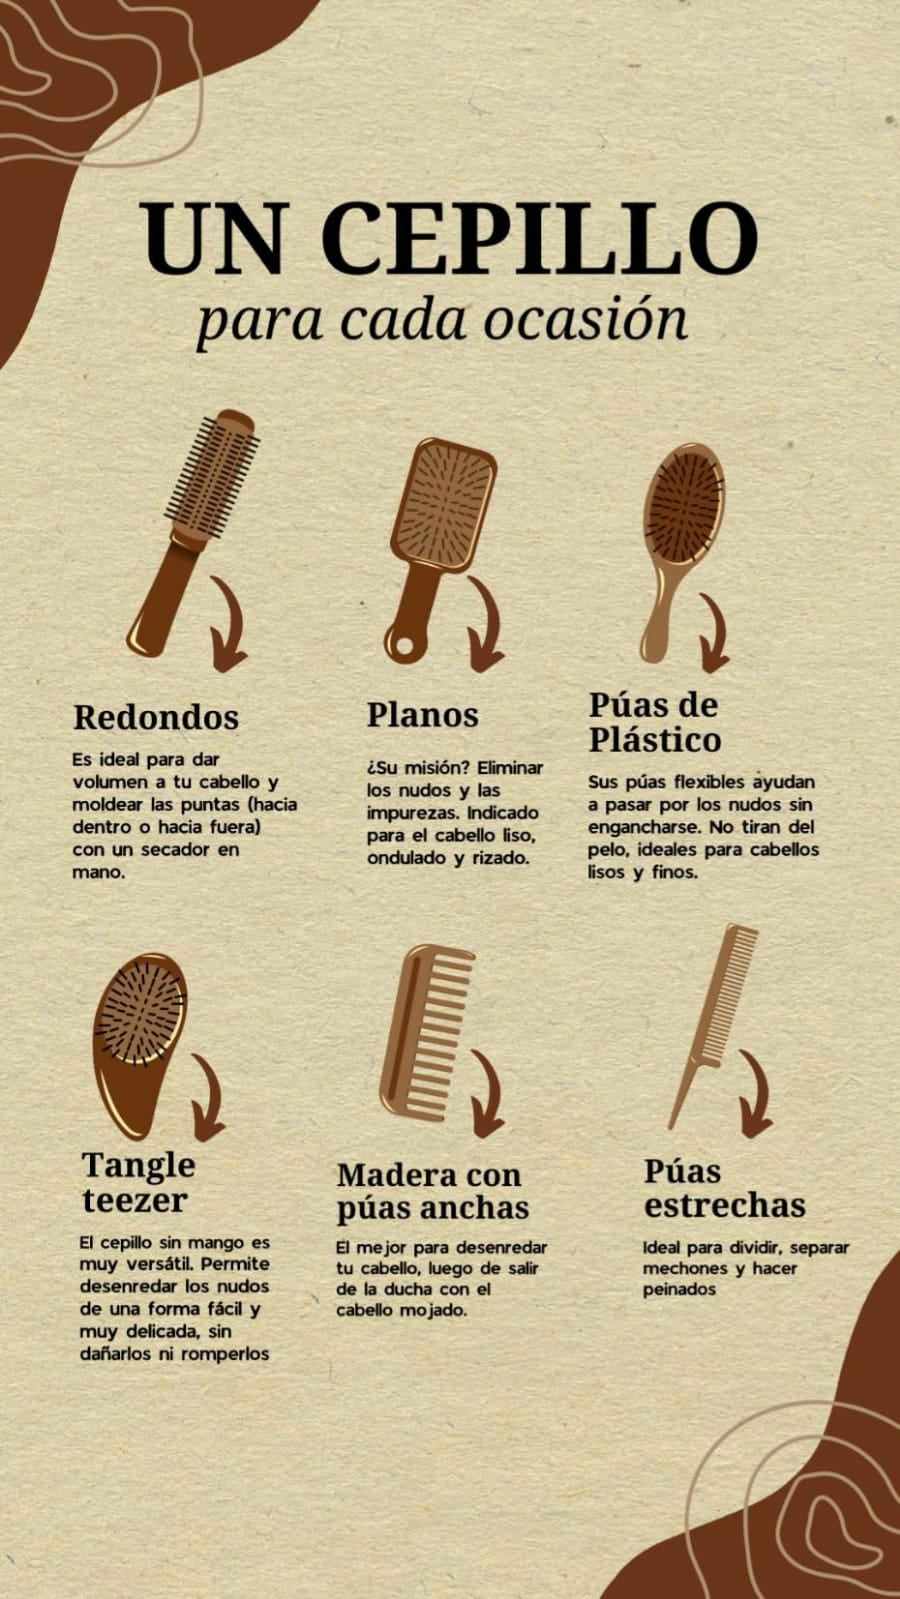 UN CEPILLO
para cada ocasión
Redondos
Es ideal para dar
volumen a tu cabello y
moldear las puntas (hacia
dentro o hacia fuera)
con un secador en
mano.
Planos
¿Su misión? Eliminar
los nudos y las
impurezas. Indicado
para el cabello liso,
ondulado y rizado.
Púas de
Plástico
Sus púas flexibles ayudan
a pasar por los nudos sin
engancharse. No tiran del
pelo, ideales para cabellos
lisos y finos.
Tangle
teezer
El cepillo sin mango es
muy versátil. Permite
desenredar los nudos
de una forma fácil y
muy delicada, sin
dañarlos ni romperlos
Madera con
púas anchas
El mejor para desenredar
tu cabello, luego de salir
de la ducha con el
cabello mojado.
Púas
estrechas
Ideal para dividir, separar
mechones y hacer
peinados